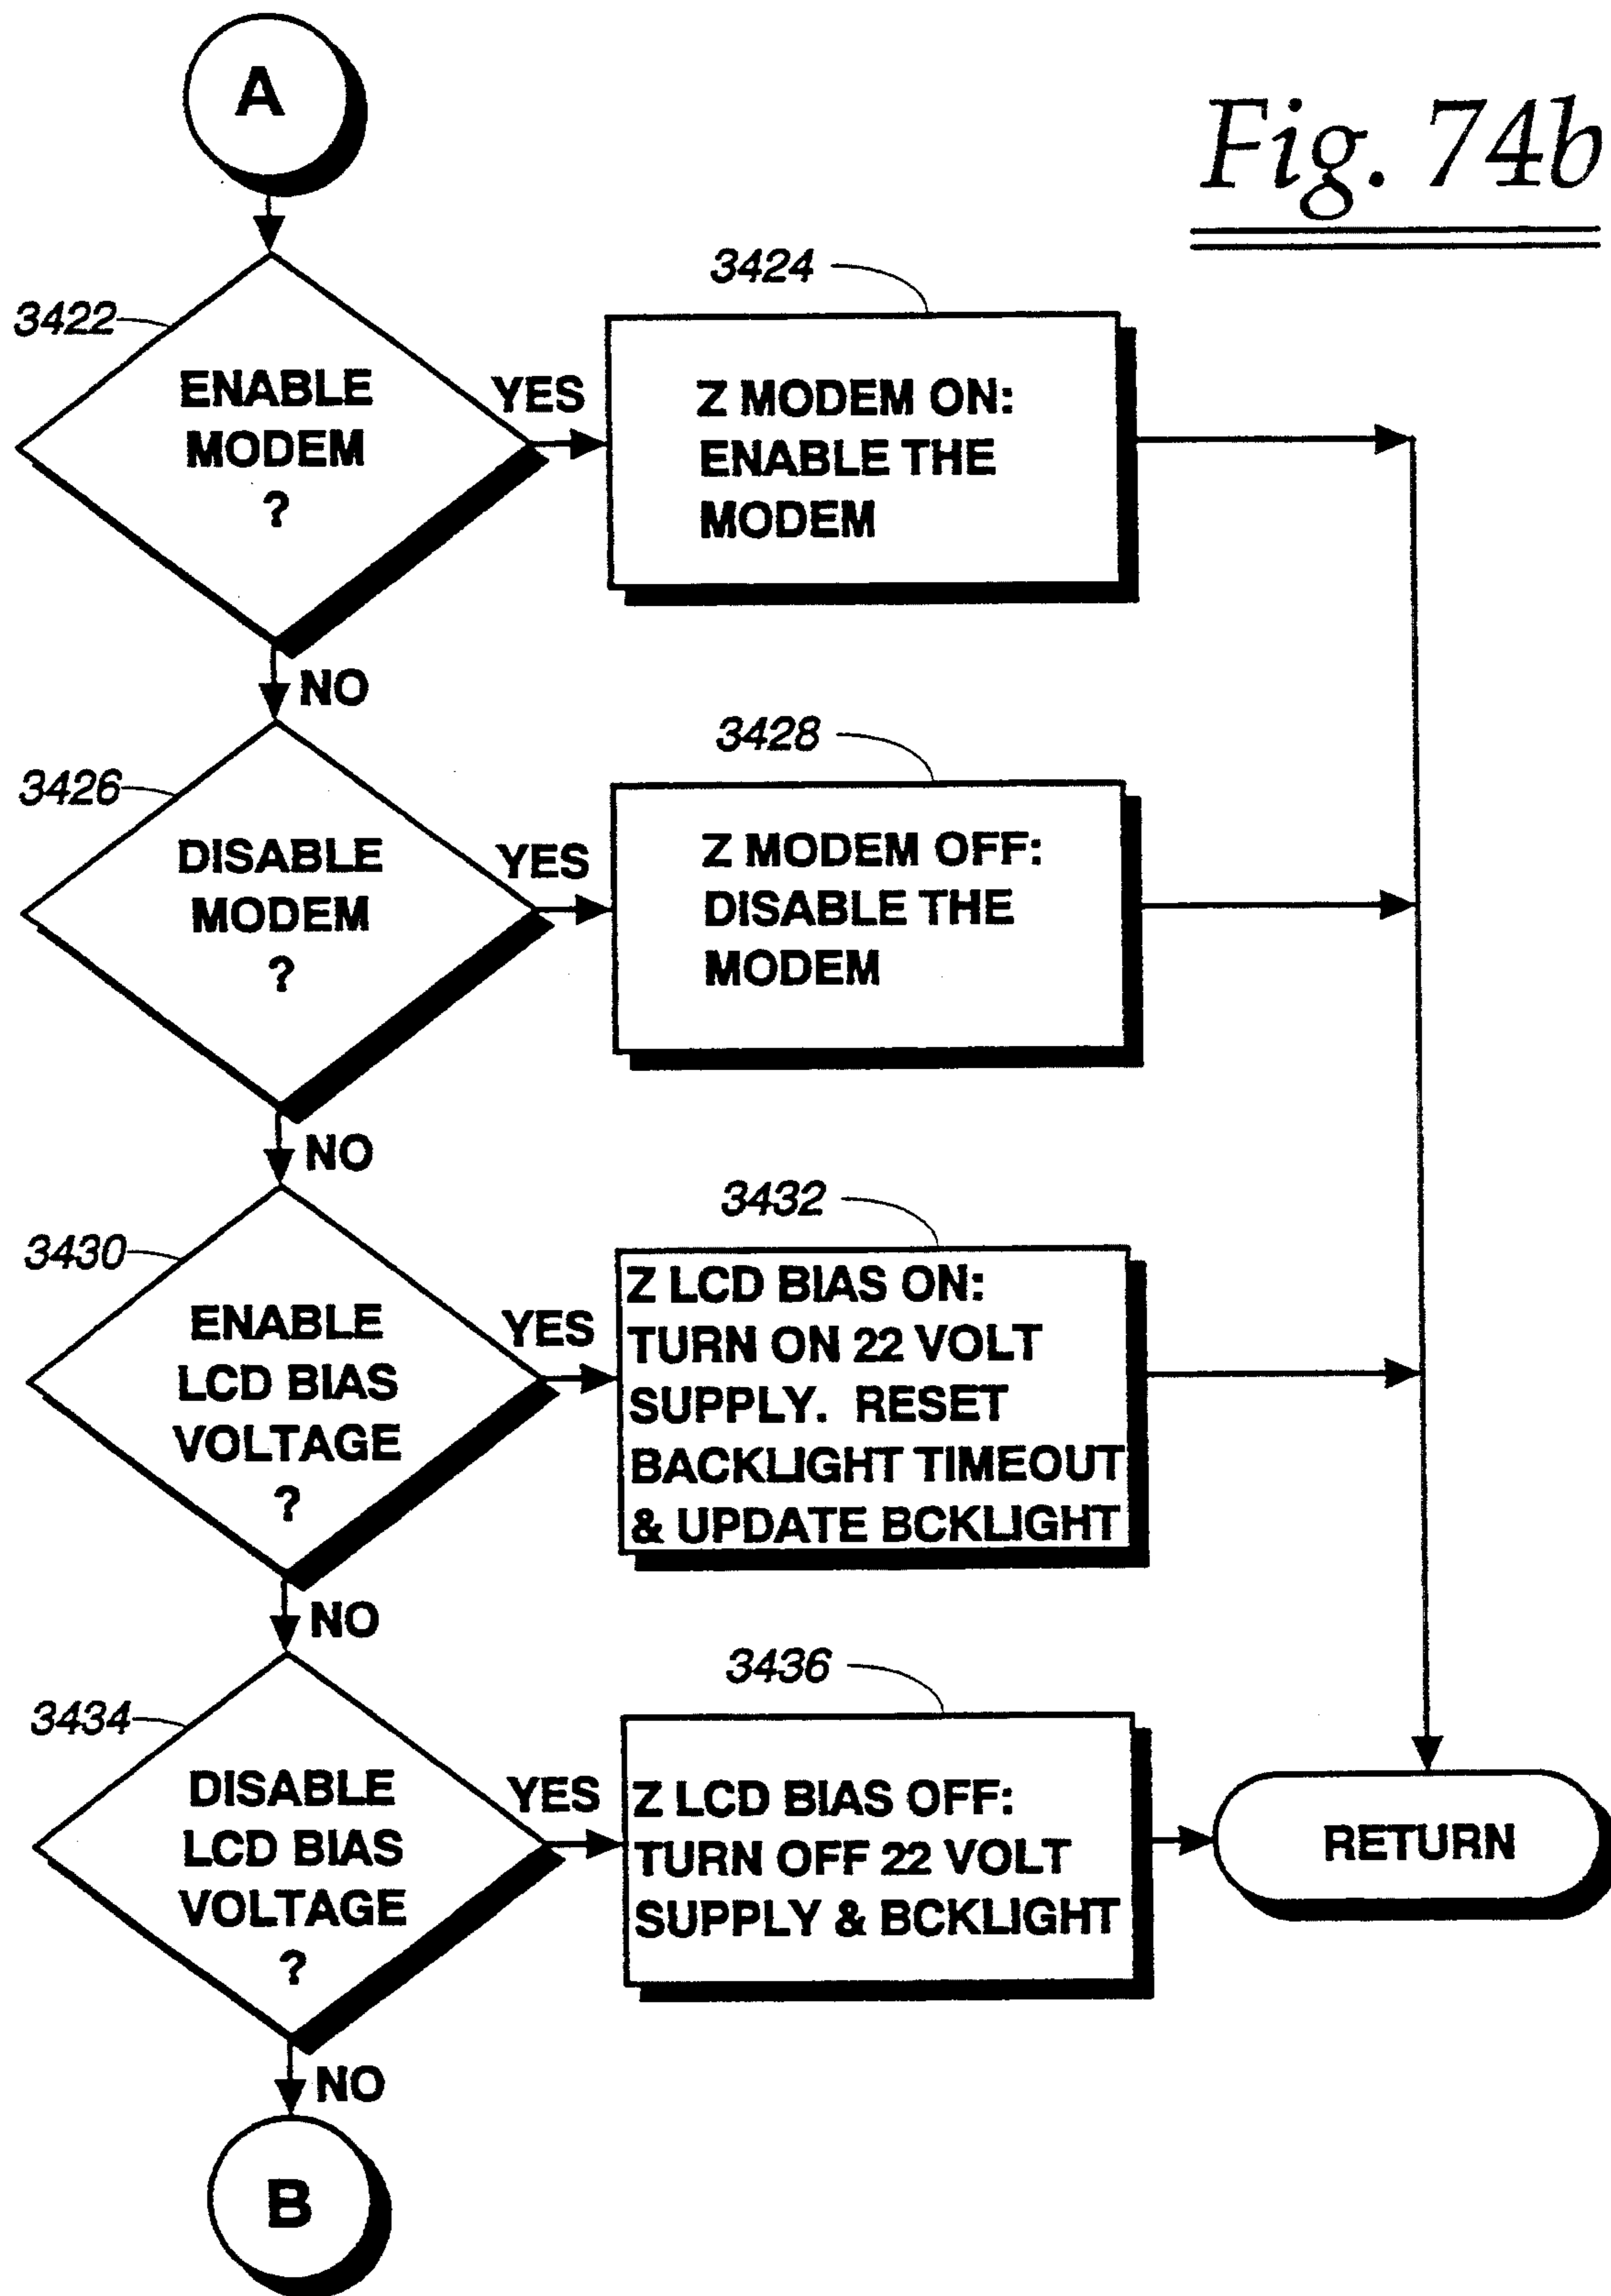 A
Fig. 74b
3422
ENABLE
MODEM
?
YES
3424
Z MODEM ON:
ENABLE THE
MODEM
NO
3426
DISABLE
MODEM
?
YES
3428
Z MODEM OFF:
DISABLE THE
MODEM
NO
3430
ENABLE
LCD BIAS
VOLTAGE
?
YES
3432
Z LCD BIAS ON:
TURN ON 22 VOLT
SUPPLY. RESET
BACKLIGHT TIMEOUT
& UPDATE BCKLIGHT
NO
3434
DISABLE
LCD BIAS
VOLTAGE
?
YES
3436
Z LCD BIAS OFF:
TURN OFF 22 VOLT
SUPPLY & BCKLIGHT
RETURN
NO
B